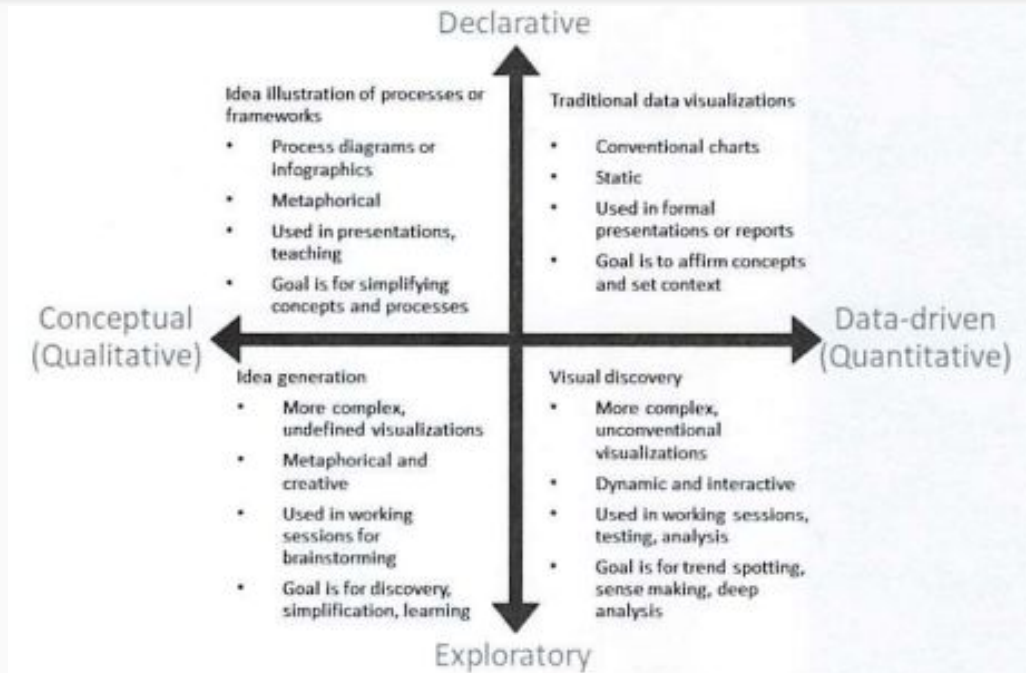 Declarative
Idea illustration of processes or
frameworks
• Process diagrams or
infographics
• Metaphorical
• Used in presentations,
teaching
• Goal is for simplifying
concepts and processes
Traditional data visualizations
• Conventional charts
• Static
• Used in formal
presentations or reports
• Goal is to affirm concepts
and set context
Conceptual
(Qualitative)
Data-driven
(Quantitative)
Idea generation
• More complex,
undefined visualizations
• Metaphorical and
creative
• Used in working
sessions for
brainstorming
• Goal is for discovery,
simplification, learning
Visual discovery
• More complex,
unconventional
visualizations
• Dynamic and interactive
• Used in working sessions,
testing, analysis
• Goal is for trend spotting,
sense making, deep
analysis
Exploratory